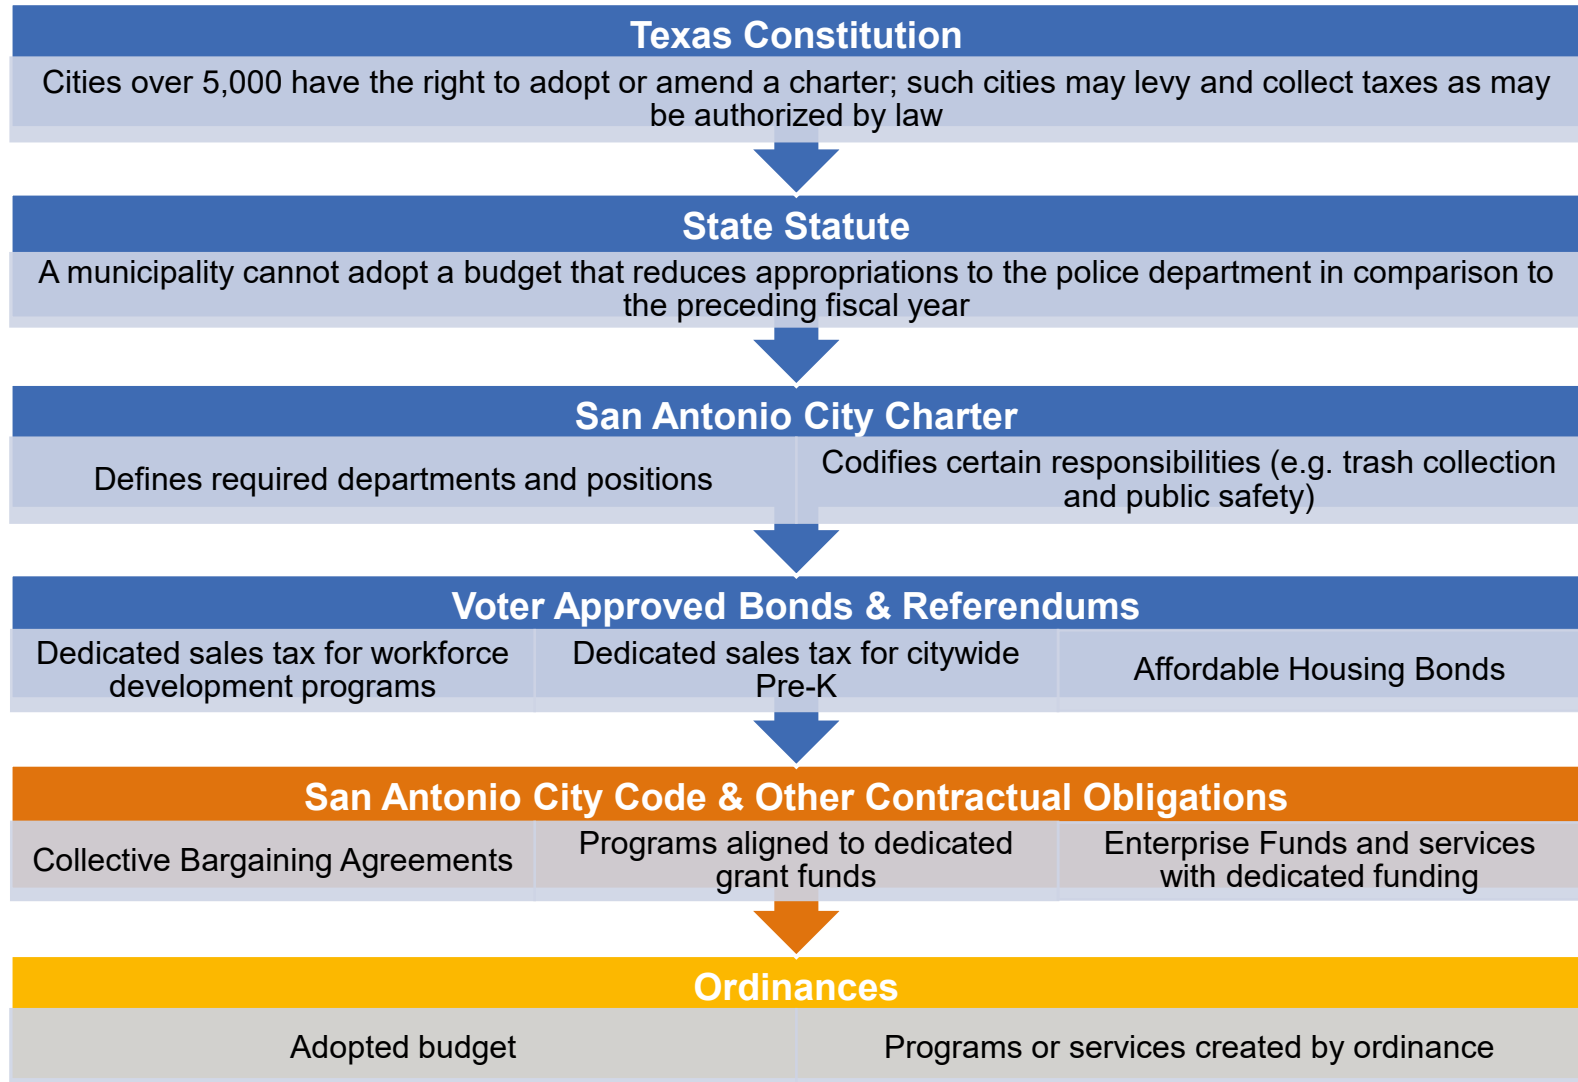 Texas Constitution
Cities over 5,000 have the right to adopt or amend a charter; such cities may levy and collect taxes as may
be authorized by law
State Statute
A municipality cannot adopt a budget that reduces appropriations to the police department in comparison to
the preceding fiscal year
San Antonio City Charter
Defines required departments and positions
Codifies certain responsibilities (e.g. trash collection
and public safety)
Voter Approved Bonds & Referendums
Dedicated sales tax for workforce
development programs
Dedicated sales tax for citywide
Pre-K
Affordable Housing Bonds
San Antonio City Code & Other Contractual Obligations
Collective Bargaining Agreements
Programs aligned to dedicated
grant funds
Enterprise Funds and services
with dedicated funding
Ordinances
Adopted budget
Programs or services created by ordinance